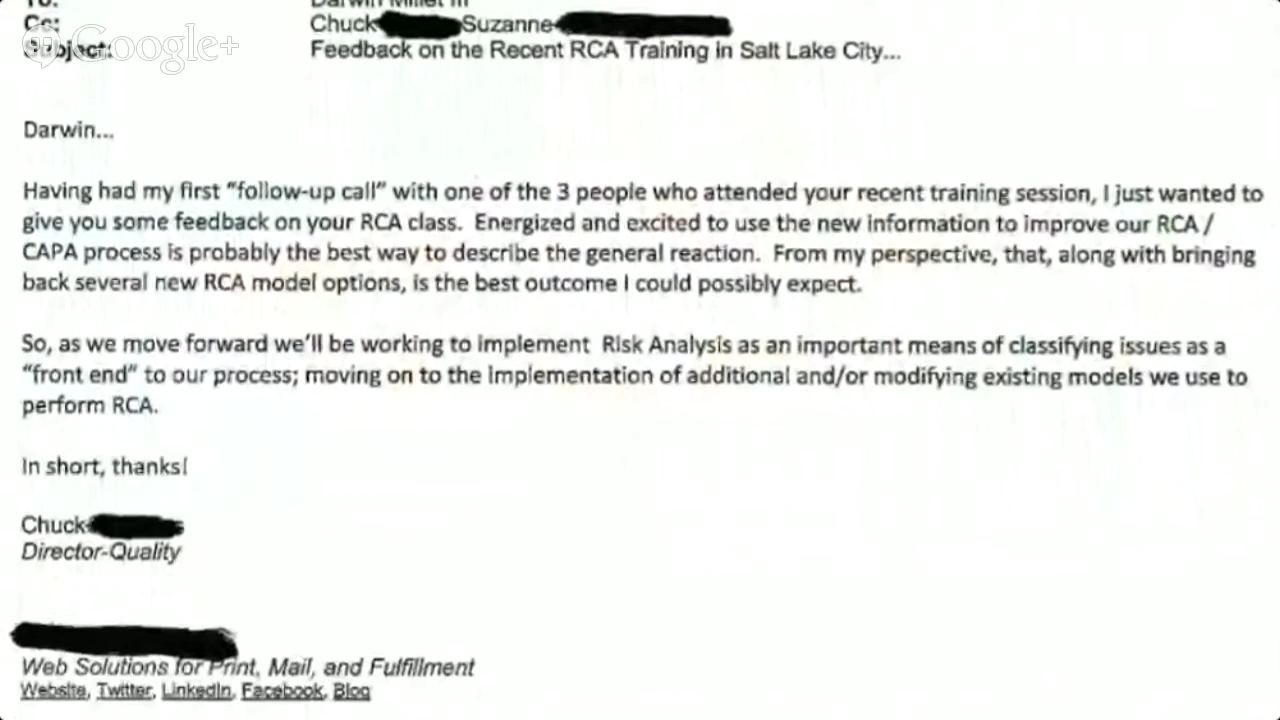 Cc: Chuck Suzanne
Google+
Subject: Feedback on the Recent RCA Training in Salt Lake City...
Darwin...
Having had my first “follow-up call” with one of the 3 people who attended your recent training session, I just wanted to
give you some feedback on your RCA class. Energized and excited to use the new information to improve our RCA /
CAPA process is probably the best way to describe the general reaction. From my perspective, that, along with bringing
back several new RCA model options, is the best outcome I could possibly expect.
So, as we move forward we’ll be working to implement Risk Analysis as an important means of classifying issues as a
“front end” to our process; moving on to the implementation of additional and/or modifying existing models we use to
perform RCA.
In short, thanks!
Chuck
Director-Quality
Web Solutions for Print, Mail, and Fulfillment
Website, Twitter, LinkedIn, Facebook, Blog